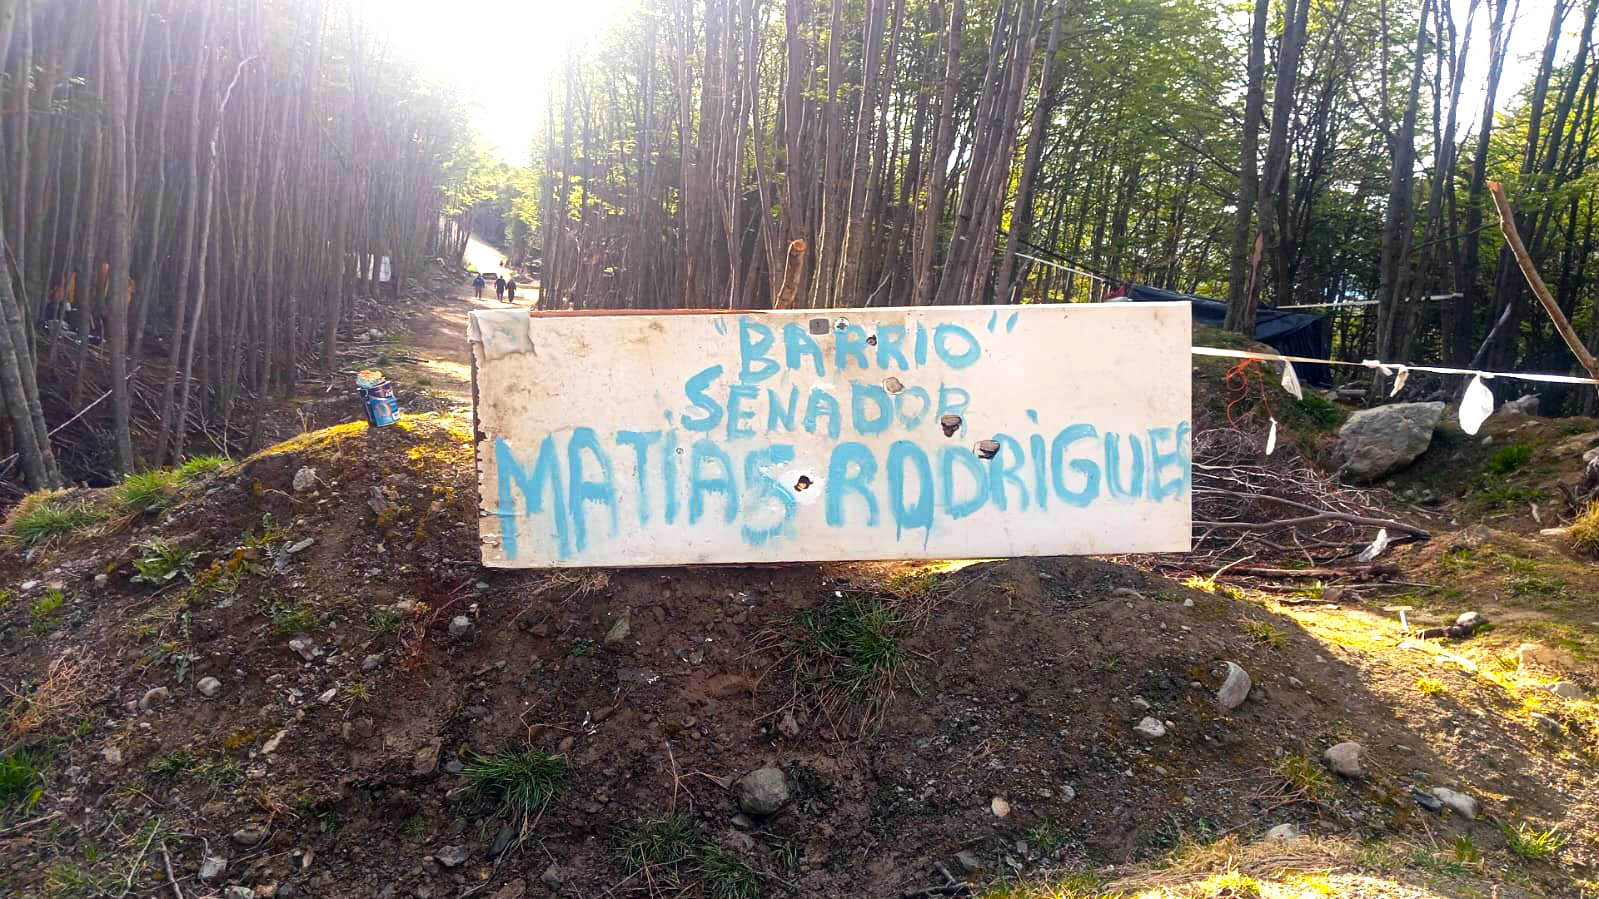 "BARRIO"
SENADOR
MATiAS RODRiGUES